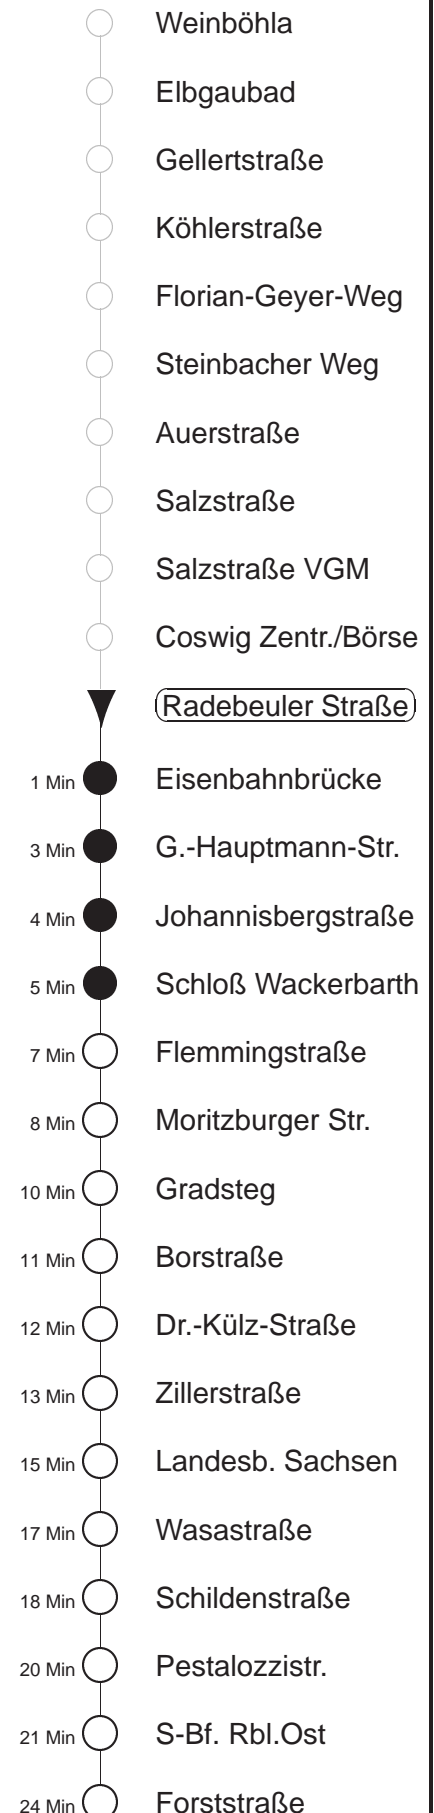 Weinböhla
Elbgaubad
Gellertstraße
Köhlerstraße
Florian-Geyer-Weg
Steinbacher Weg
Auerstraße
Salzstraße
Salzstraße VGM
Coswig Zentr./Börse
Radebeuler Straße
1 Min Eisenbahnbrücke
3 Min G.-Hauptmann-Str.
4 Min Johannisbergstraße
5 Min Schloß Wackerbarth
7 Min Flemmingstraße
8 Min Moritzburger Str.
10 Min Gradsteg
11 Min Borstraße
12 Min Dr.-Külz-Straße
13 Min Zillerstraße
15 Min Landesb. Sachsen
17 Min Wasastraße
18 Min Schildenstraße
20 Min Pestalozzistr.
21 Min S-Bf. Rbl.Ost
24 Min Forststraße